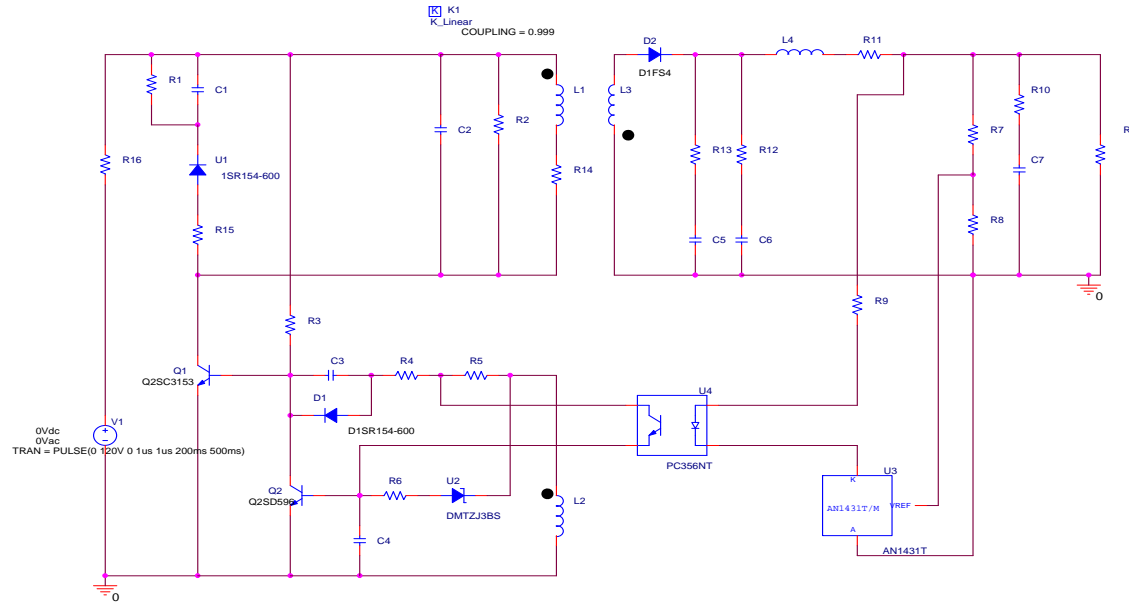 K K1
K_Linear
COUPLING = 0.999
D2
D1FS4
L4
R11
R1
C1
L1
L3
R10
C2
R2
R7
R
R16
U1
1SR154-600
R14
R13
R12
C7
R15
R8
C5
C6
0
R9
R3
C3
R4
R5
Q1
Q2SC3153
U4
D1
D1SR154-600
V1
0Vdc
0Vac
TRAN = PULSE(0 120V 0 1us 1us 200ms 500ms)
PC356NT
U3
K
Q2
Q2SD596
R6
U2
DMTZJ3BS
L2
AN1431T/M
VREF
A
C4
AN1431T
0